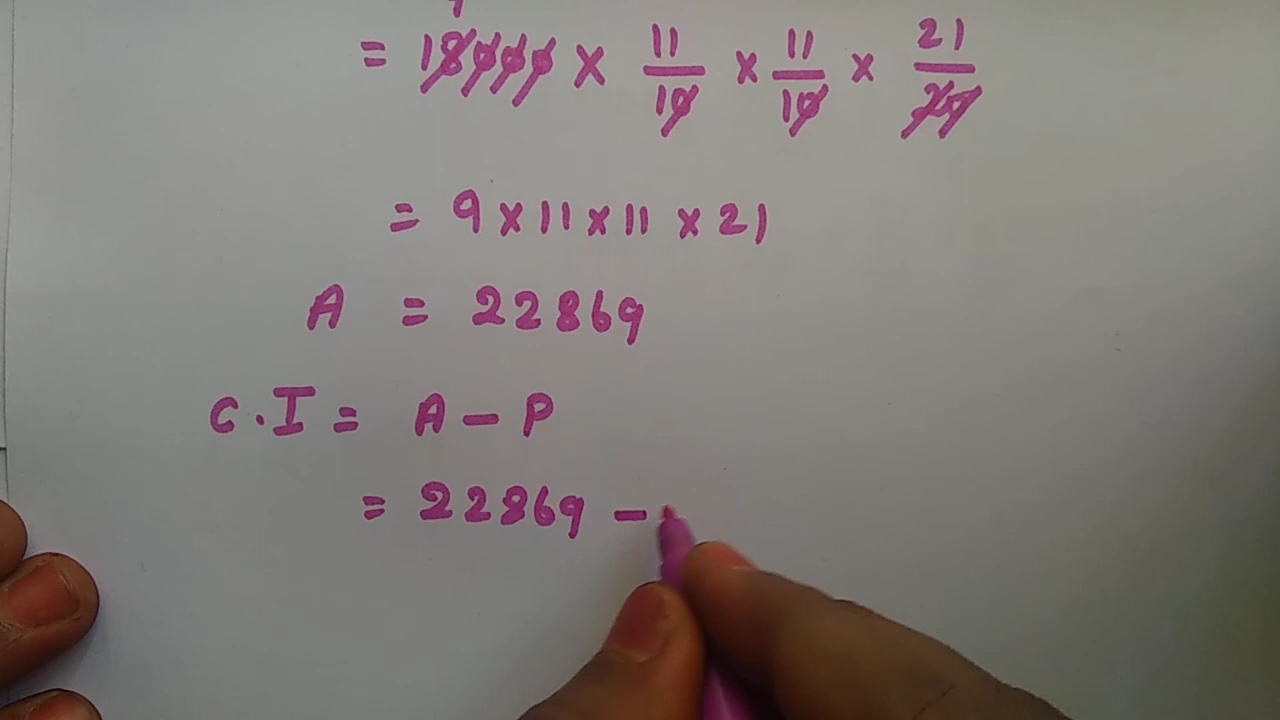 = 18000 × 11/10 × 11/10 × 21/20
= 9 × 11 × 11 × 21
A = 22869
C.I = A - P
= 22869 -